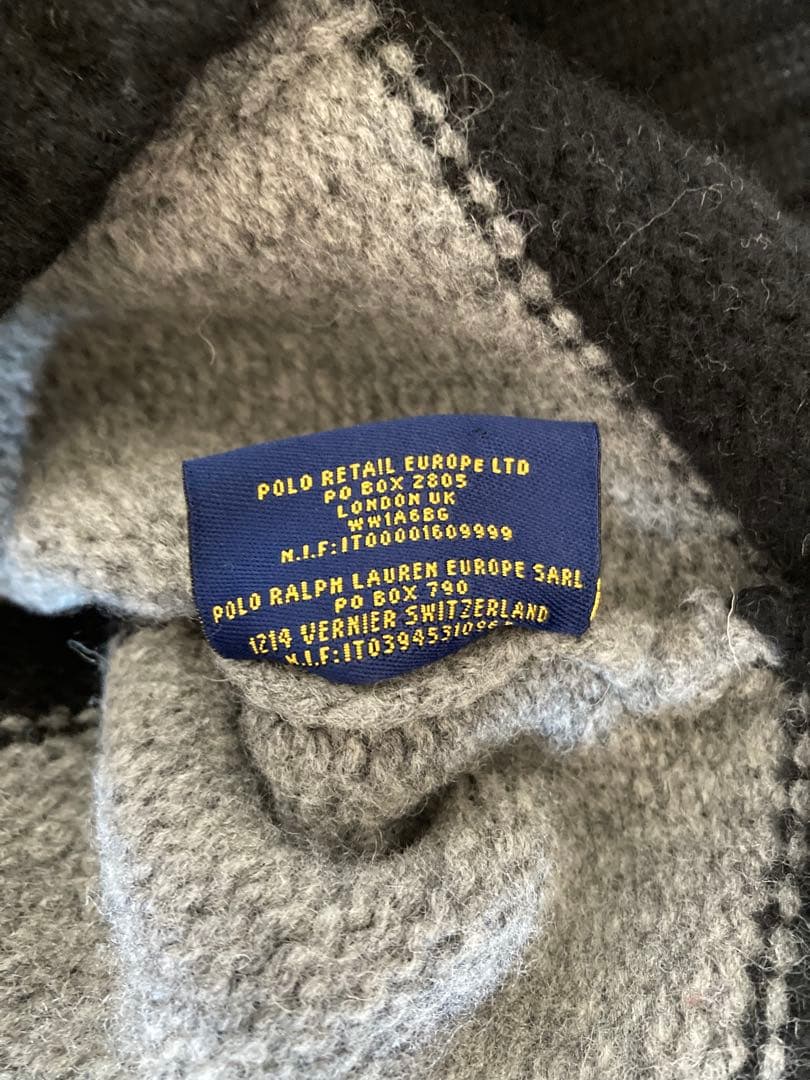 POLO RETAIL EUROPE LTD
PO BOX 2805
LONDON UK
WW1A6BG
N.I.F:IT00001609999
POLO RALPH LAUREN EUROPE SARL
PO BOX 790
1214 VERNIER SWITZERLAND